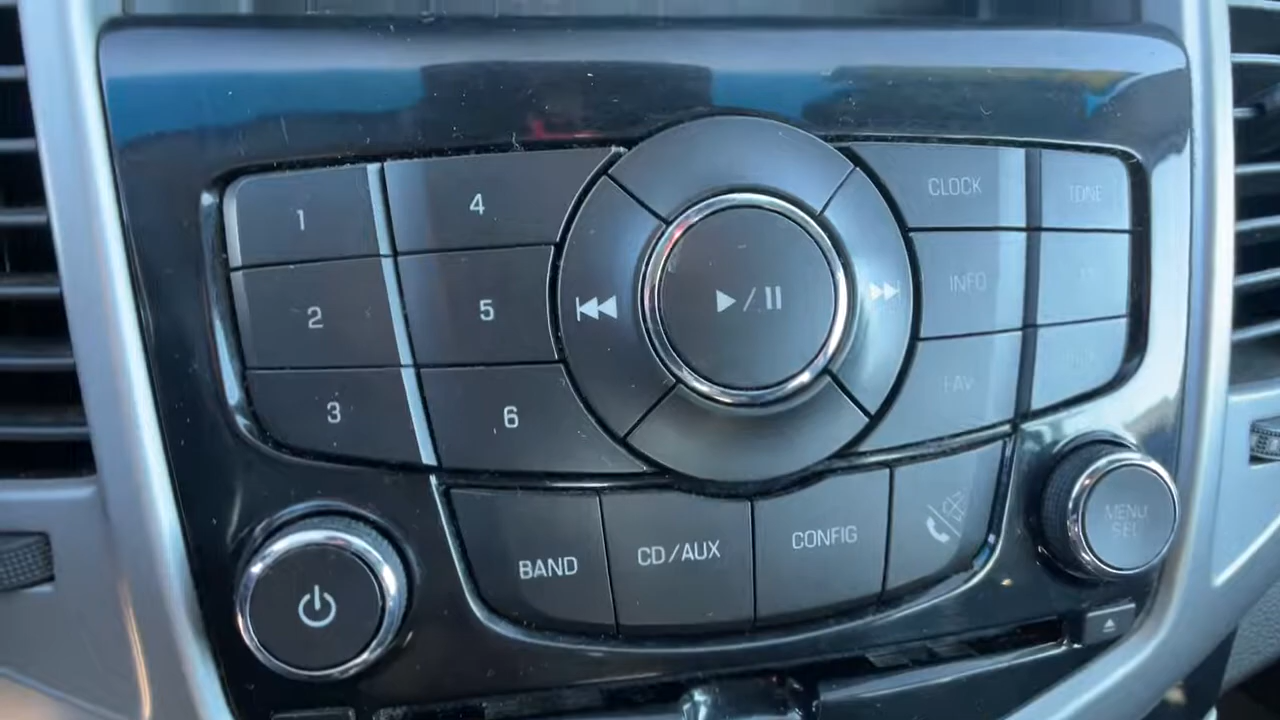 1
4
CLOCK
TONE
2
5
INFO
3
6
FAV
BAND
CD/AUX
CONFIG
MENU
SEL